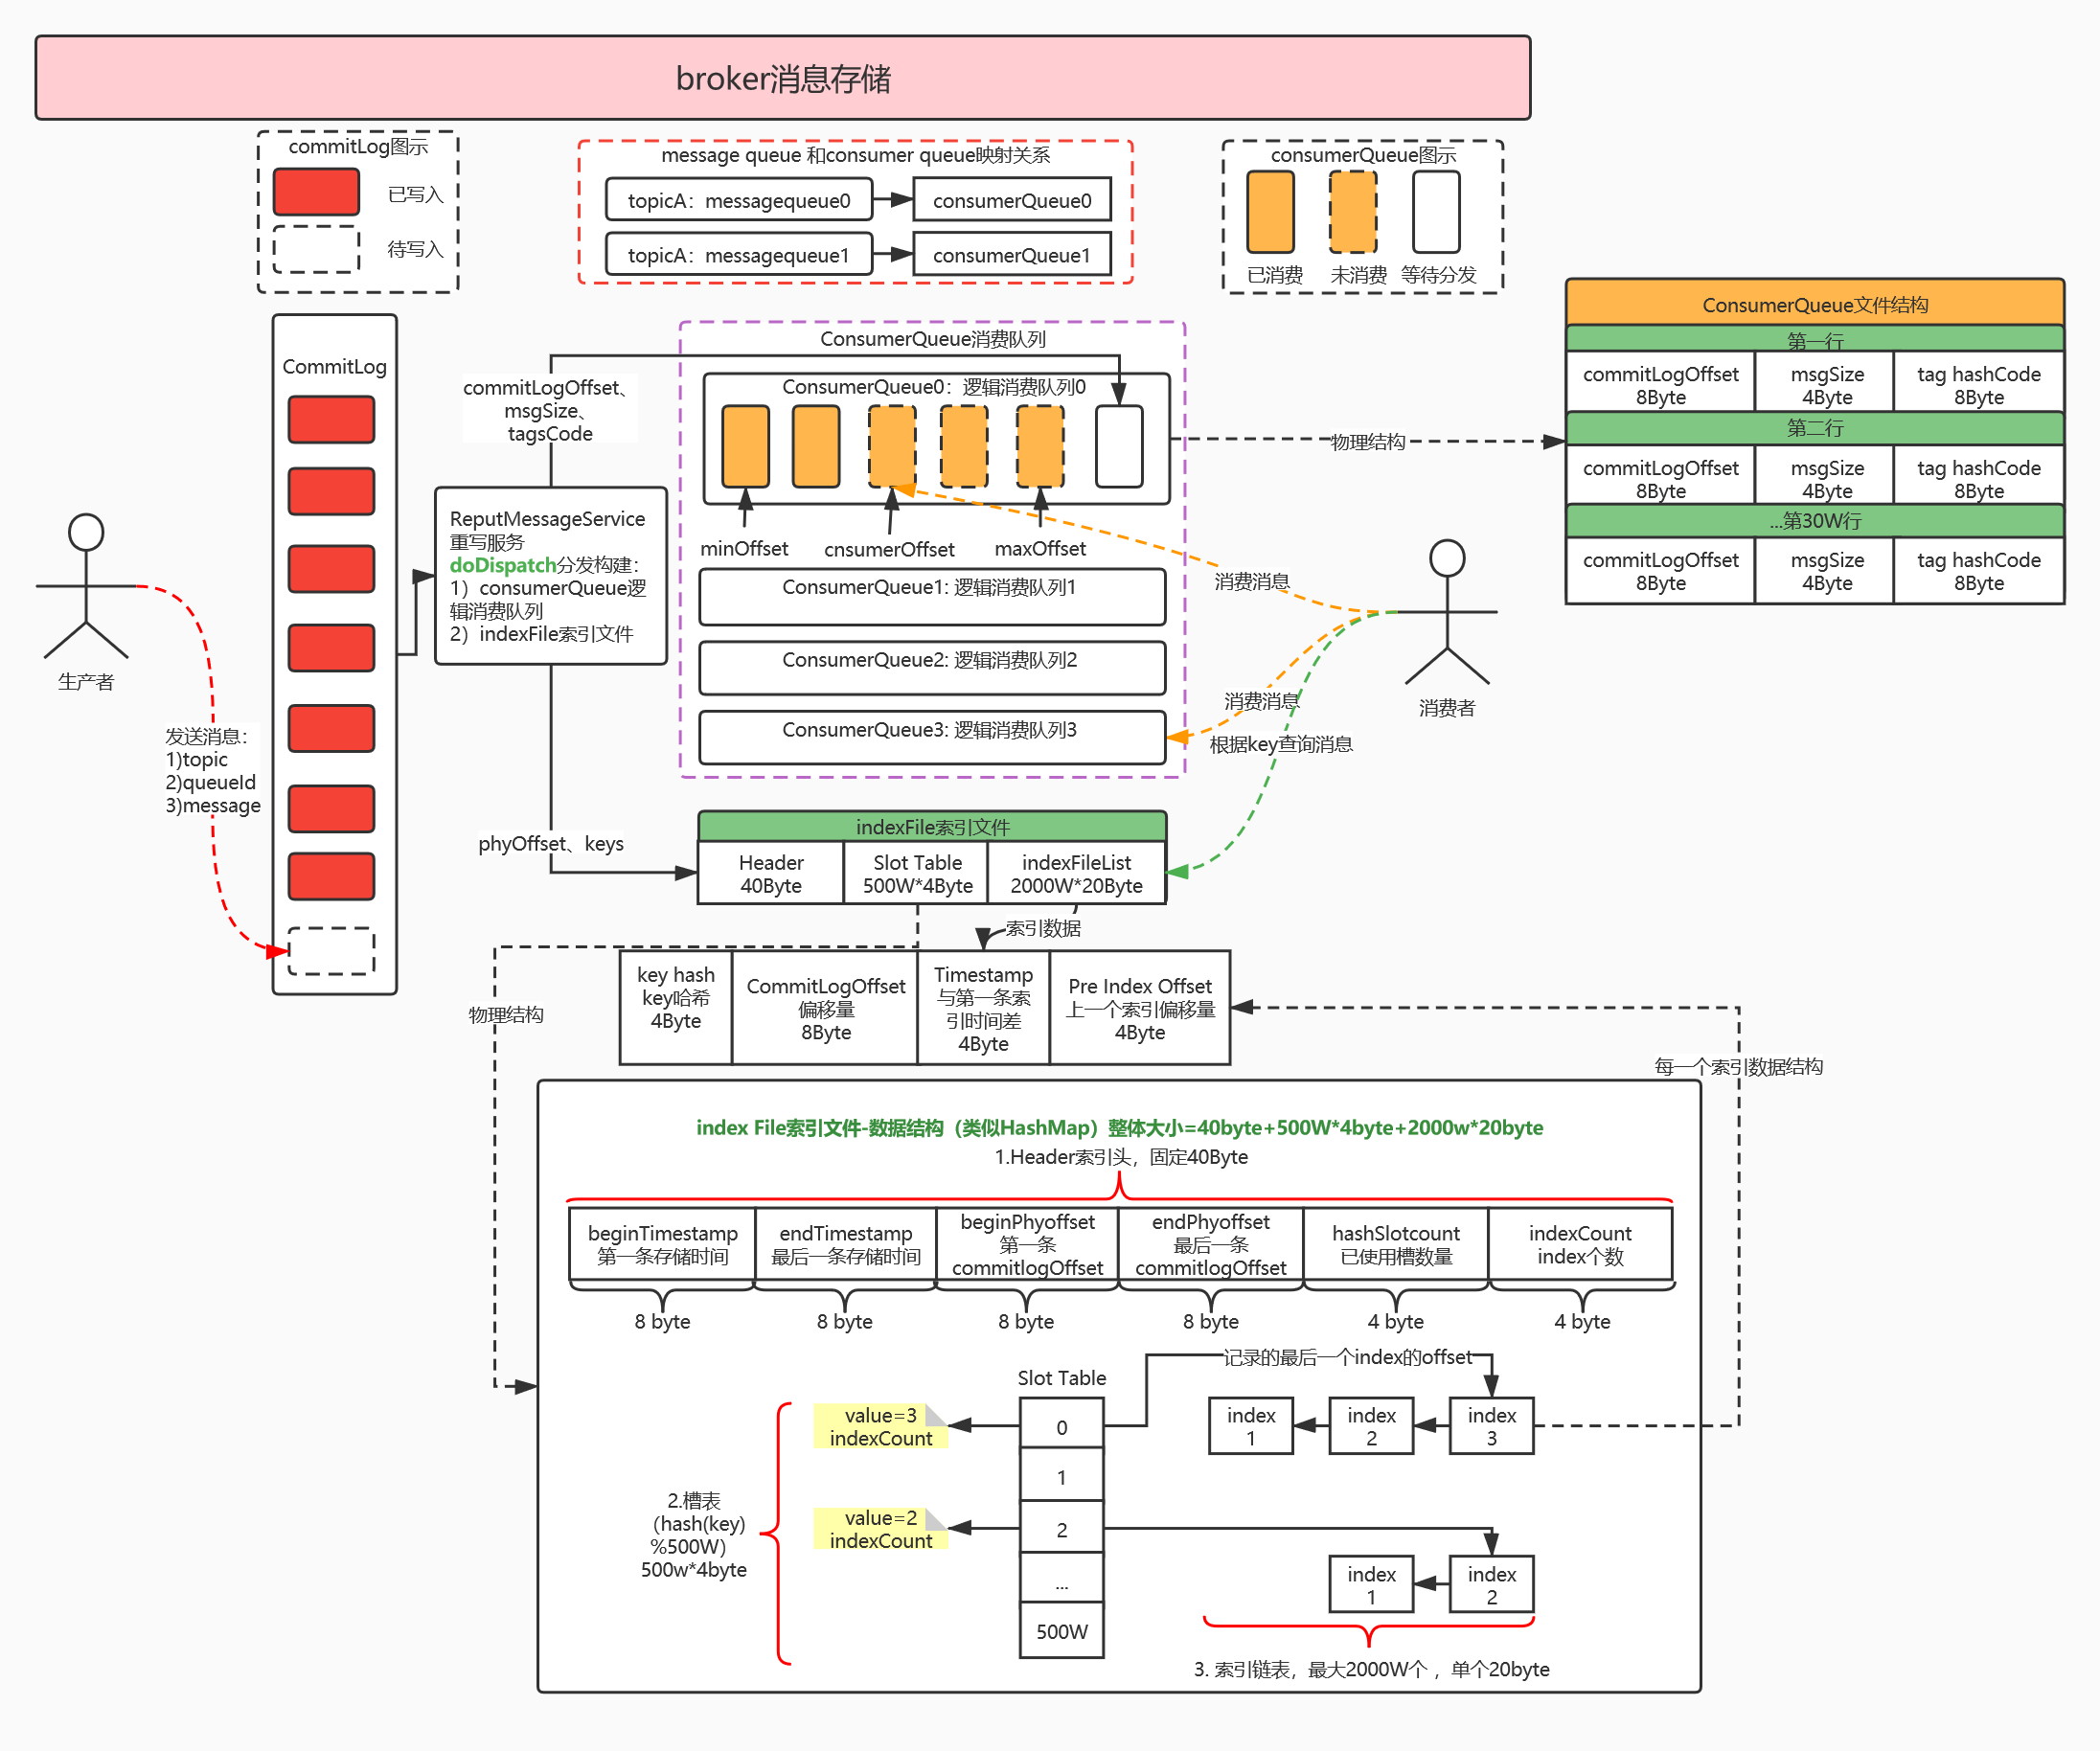 broker消息存储
commitLog图示
已写入
待写入
message queue 和consumer queue映射关系
topicA：messagequeue0
consumerQueue0
topicA：messagequeue1
consumerQueue1
consumerQueue图示
已消费
未消费
等待分发
ConsumerQueue文件结构
第一行
commitLogOffset
8Byte
msgSize
4Byte
tag hashCode
8Byte
第二行
commitLogOffset
8Byte
msgSize
4Byte
tag hashCode
8Byte
...第30W行
commitLogOffset
8Byte
msgSize
4Byte
tag hashCode
8Byte
CommitLog
commitLogOffset、
msgSize、
tagsCode
ReputMessageService
重写服务
doDispatch分发构建：
1）consumerQueue逻
辑消费队列
2）indexFile索引文件
ConsumerQueue消费队列
ConsumerQueue0：逻辑消费队列0
minOffset
cnsumerOffset
maxOffset
ConsumerQueue1: 逻辑消费队列1
ConsumerQueue2: 逻辑消费队列2
ConsumerQueue3: 逻辑消费队列3
物理结构
消费消息
消费消息
根据key查询消息
消费者
生产者
发送消息：
1)topic
2)queueId
3)message
phyOffset、keys
indexFile索引文件
Header
40Byte
Slot Table
500W*4Byte
indexFileList
2000W*20Byte
索引数据
key hash
key哈希
4Byte
CommitLogOffset
偏移量
8Byte
Timestamp
与第一条索
引时间差
4Byte
Pre Index Offset
上一个索引偏移量
4Byte
物理结构
每一个索引数据结构
index File索引文件-数据结构（类似HashMap）整体大小=40byte+500W*4byte+2000w*20byte
1.Header索引头，固定40Byte
beginTimestamp
第一条存储时间
endTimestamp
最后一条存储时间
beginPhyoffset
第一条
commitlogOffset
endPhyoffset
最后一条
commitlogOffset
hashSlotcount
已使用槽数量
indexCount
index个数
8 byte
8 byte
8 byte
8 byte
4 byte
4 byte
记录的最后一个index的offset
Slot Table
value=3
indexCount
0
index
1
index
2
index
3
1
2.槽表
（hash(key)
%500W）
500w*4byte
value=2
indexCount
2
...
index
1
index
2
500W
3. 索引链表，最大2000W个 ，单个20byte